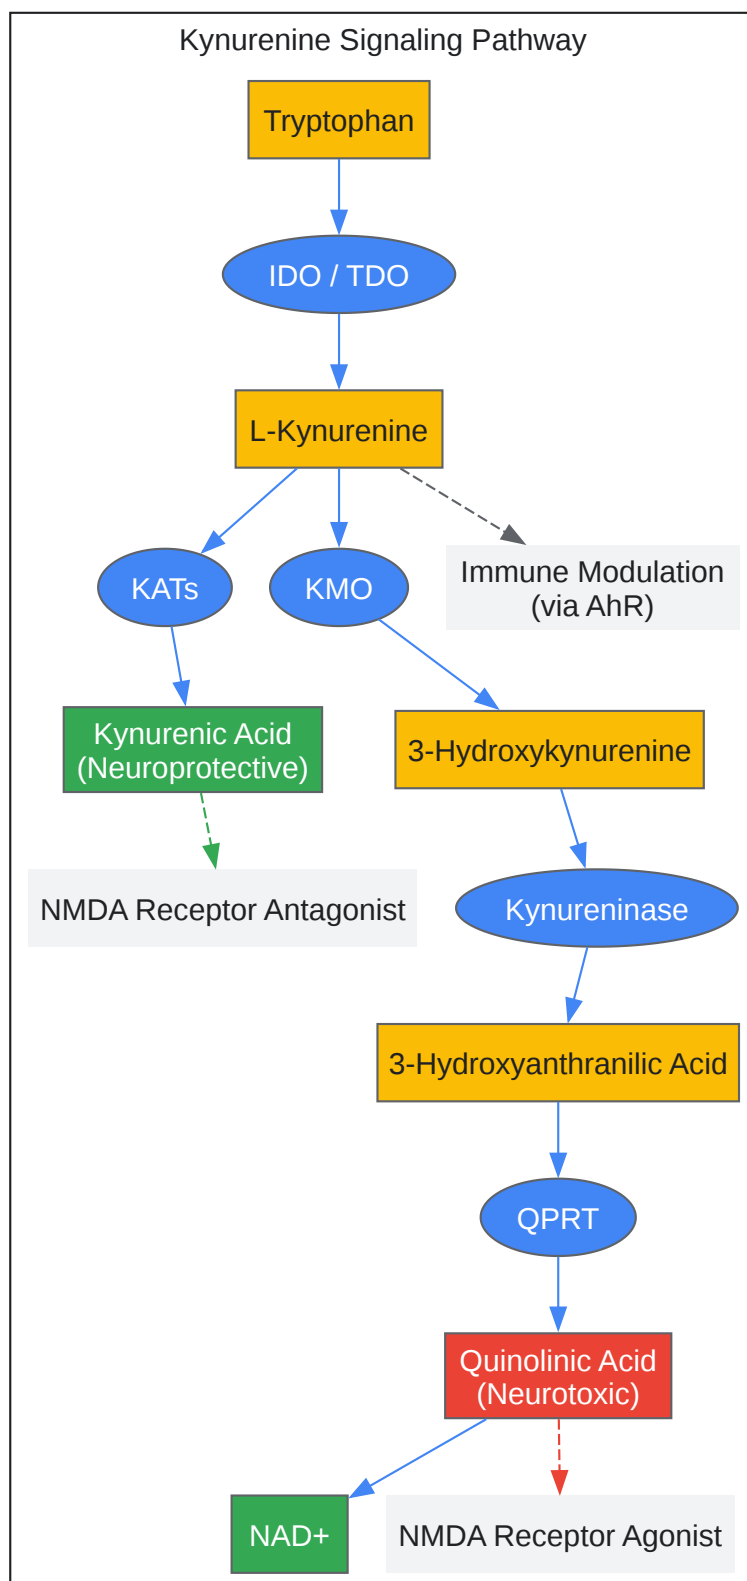 Kynurenine Signaling Pathway
Tryptophan
IDO / TDO
L-Kynurenine
KATs
KMO
Immune Modulation
(via AhR)
Kynurenic Acid
(Neuroprotective)
3-Hydroxykynurenine
NMDA Receptor Antagonist
Kynureninase
3-Hydroxyanthranilic Acid
QPRT
Quinolinic Acid
(Neurotoxic)
NAD+
NMDA Receptor Agonist